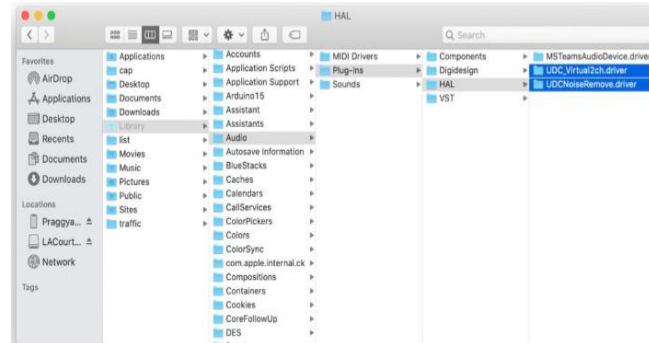 HAL
Search
Favorites
AirDrop
Applications
Desktop
Recents
Documents
Downloads
Locations
Praggya...
LACourt...
Network
Tags
Applications
cap
Desktop
Documents
Downloads
Library
list
Movies
Music
Pictures
Public
Sites
traffic
Accounts
Application Scripts
Application Support
Arduino15
Assistant
Assistants
Audio
Autosave Information
BlueStacks
Caches
Calendars
CallServices
ColorPickers
Colors
ColorSync
com.apple.internal.ck
Compositions
Containers
Cookies
CoreFollowUp
DES
MIDI Drivers
Plug-Ins
Sounds
Components
Digidesign
HAL
VST
MSTeamsAudioDevice.driver
UDC_Virtual2ch.driver
UDCNoiseRemove.driver